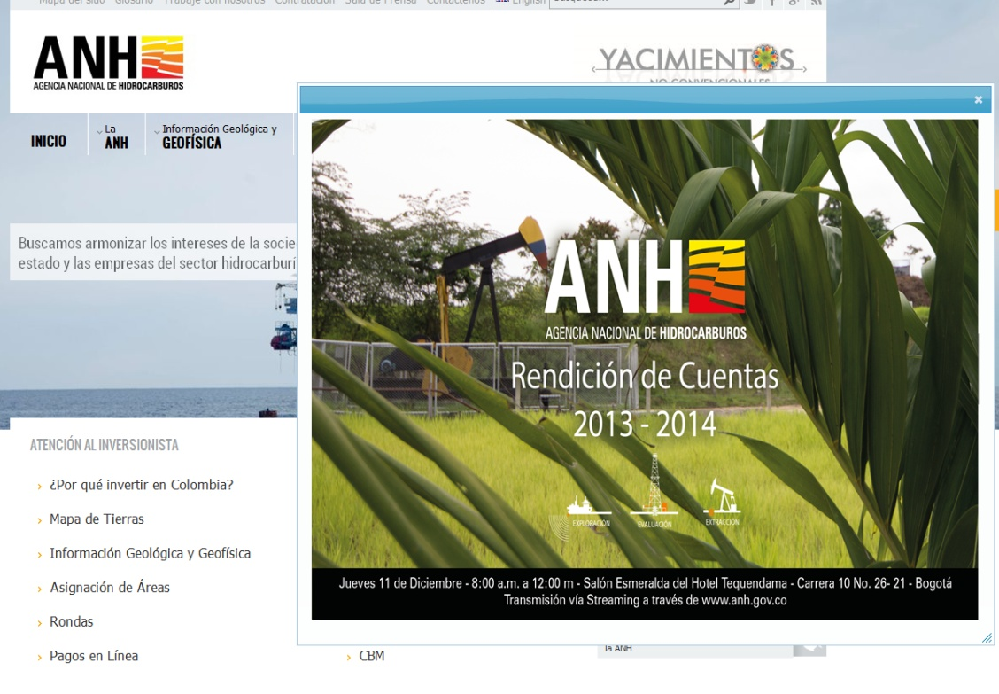 Mapa del sitio Glosario Trabaje con nosotros Contratación Sala de Prensa Contáctenos English
ANH
AGENCIA NACIONAL DE HIDROCARBUROS
YACIMIENTOS
NO CONVENCIONALES
INICIO
La
ANH
Información Geológica y
GEOFÍSICA
Buscamos armonizar los intereses de la socie
estado y las empresas del sector hidrocarburí
ANH
AGENCIA NACIONAL DE HIDROCARBUROS
Rendición de Cuentas
2013 - 2014
EXPLORACIÓN EVALUACIÓN EXTRACCIÓN
Jueves 11 de Diciembre - 8:00 a.m. a 12:00 m - Salón Esmeralda del Hotel Tequendama - Carrera 10 No. 26- 21 - Bogotá
Transmisión vía Streaming a través de www.anh.gov.co
ATENCIÓN AL INVERSIONISTA
¿Por qué invertir en Colombia?
Mapa de Tierras
Información Geológica y Geofísica
Asignación de Áreas
Rondas
Pagos en Línea
CBM
la ANH